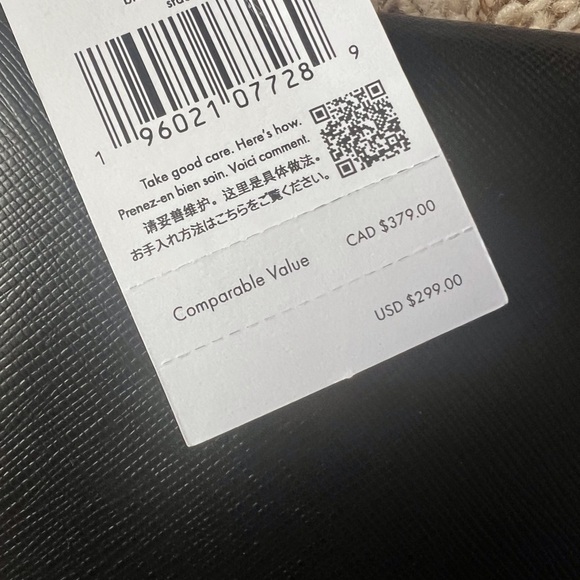 1 96021 07728 9
Take good care. Here's how.
Prenez-en bien soin. Voici comment.
请妥善维护。这里是具体做法。
お手入れ方法はこちらをご覧ください。
Comparable Value CAD $379.00
USD $299.00